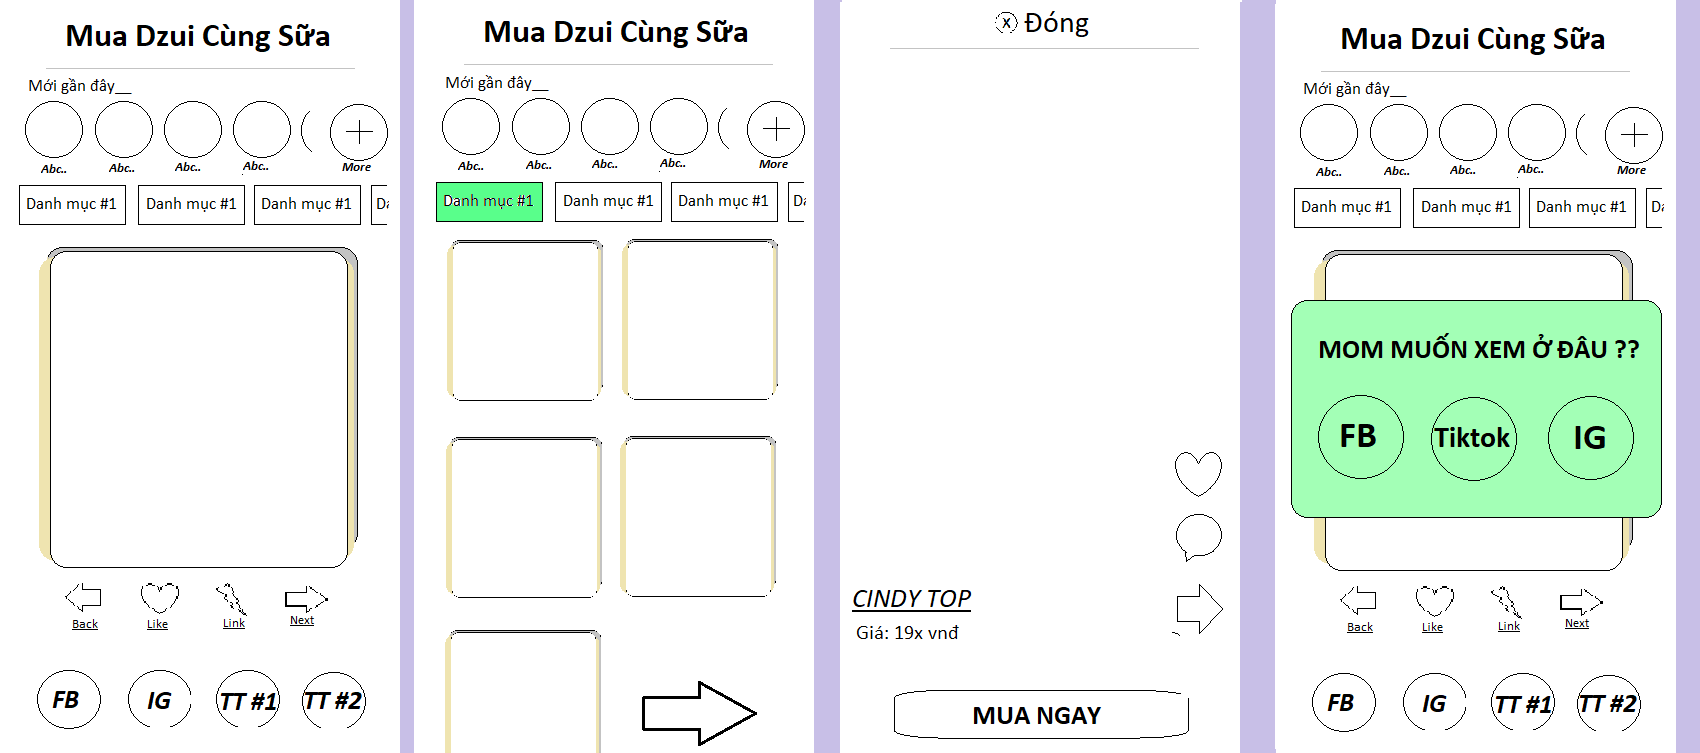 Mua Dzui Cùng Sữa
Mới gần đây__
Abc.. Abc.. Abc.. Abc.. More
Danh mục #1 Danh mục #1 Danh mục #1 Da
Back Like Link Next
FB IG TT #1 TT #2
Mua Dzui Cùng Sữa
Mới gần đây__
Abc.. Abc.. Abc.. Abc.. More
Danh mục #1 Danh mục #1 Danh mục #1 Da
X Đóng
CINDY TOP
Giá: 19x vnđ
MUA NGAY
Mua Dzui Cùng Sữa
Mới gần đây__
Abc.. Abc.. Abc.. Abc.. More
Danh mục #1 Danh mục #1 Danh mục #1 Da
MOM MUỐN XEM Ở ĐÂU ??
FB Tiktok IG
Back Like Link Next
FB IG TT #1 TT #2